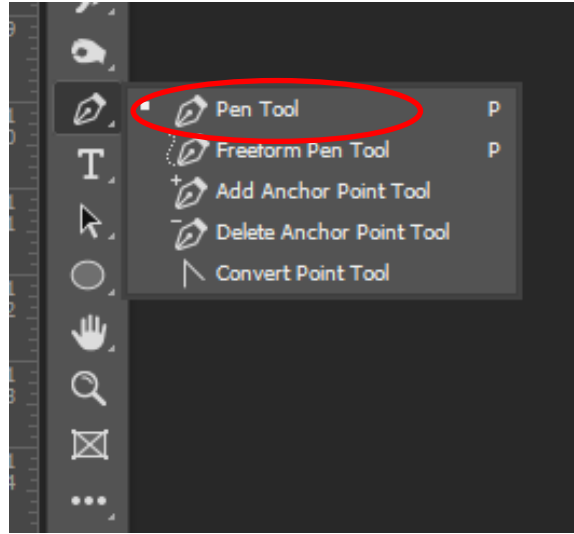 Pen Tool P
Freeform Pen Tool P
Add Anchor Point Tool
Delete Anchor Point Tool
Convert Point Tool
T